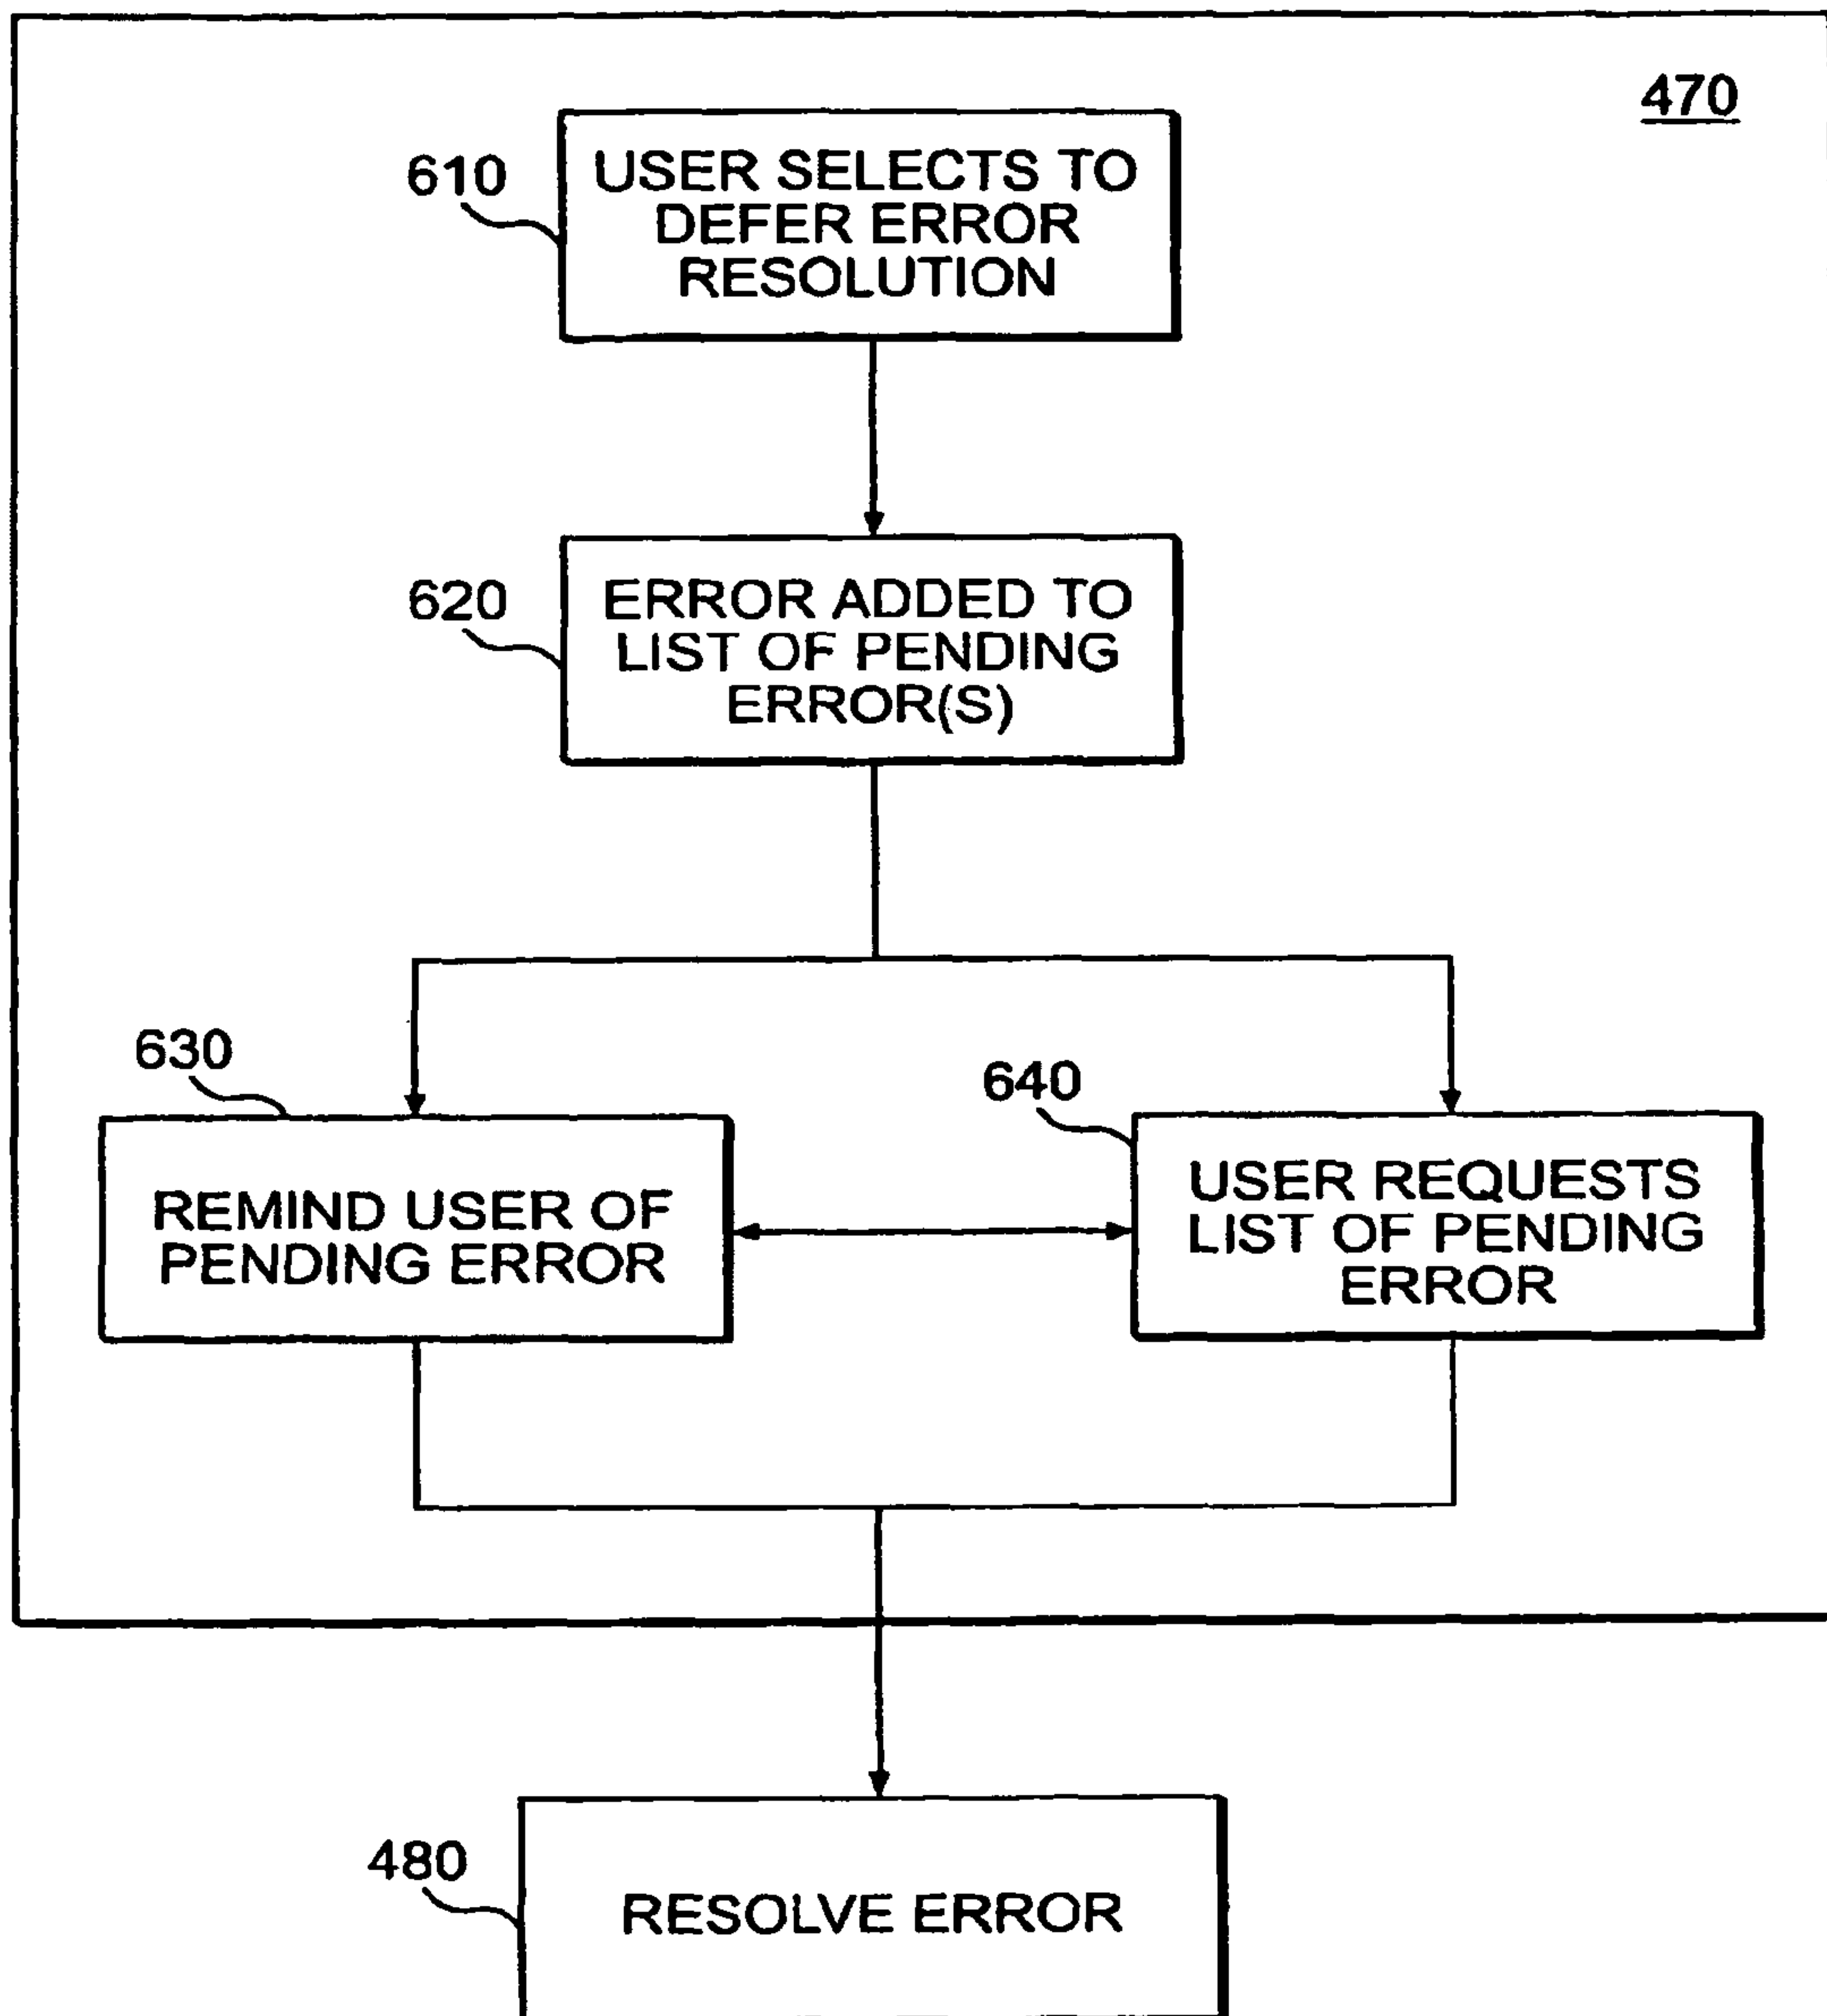 470
610
USER SELECTS TO
DEFER ERROR
RESOLUTION
620
ERROR ADDED TO
LIST OF PENDING
ERROR(S)
630
REMIND USER OF
PENDING ERROR
640
USER REQUESTS
LIST OF PENDING
ERROR
480
RESOLVE ERROR